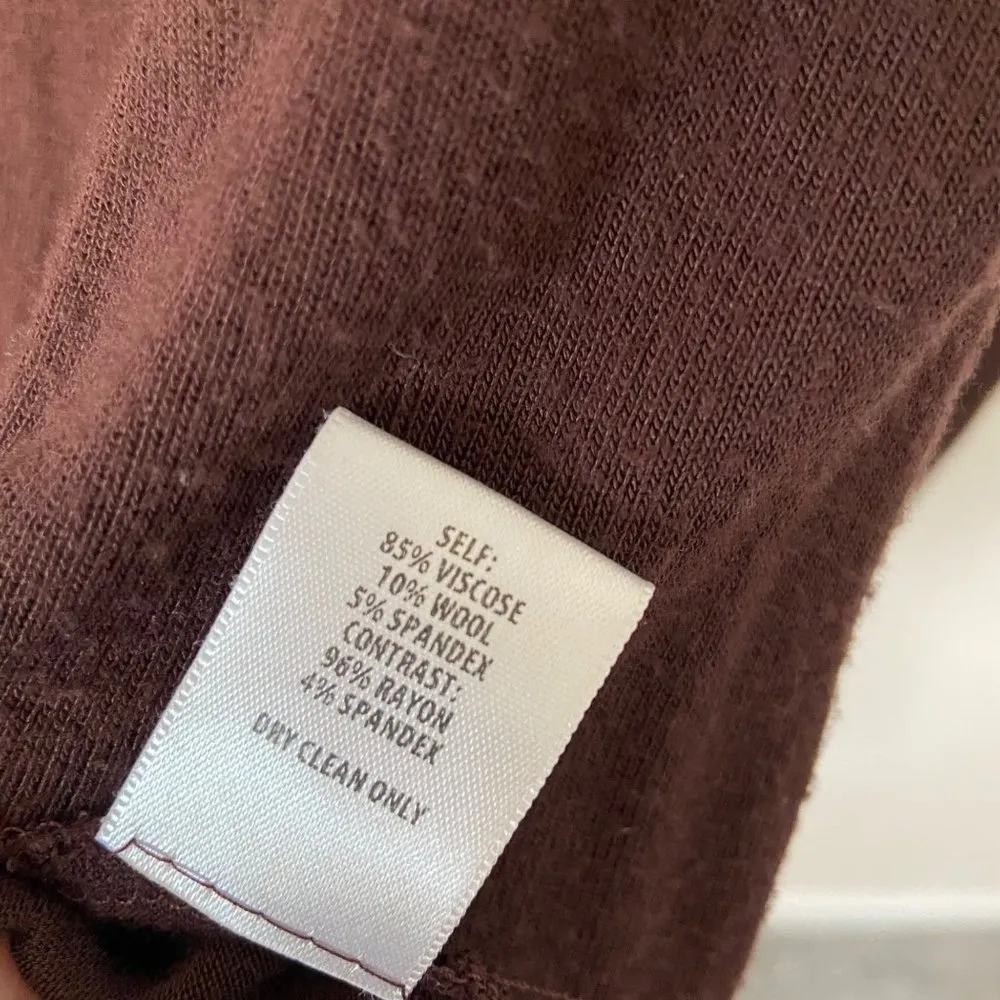 SELF:
85% VISCOSE
10% WOOL
5% SPANDEX
CONTRAST:
96% RAYON
4% SPANDEX
DRY CLEAN ONLY